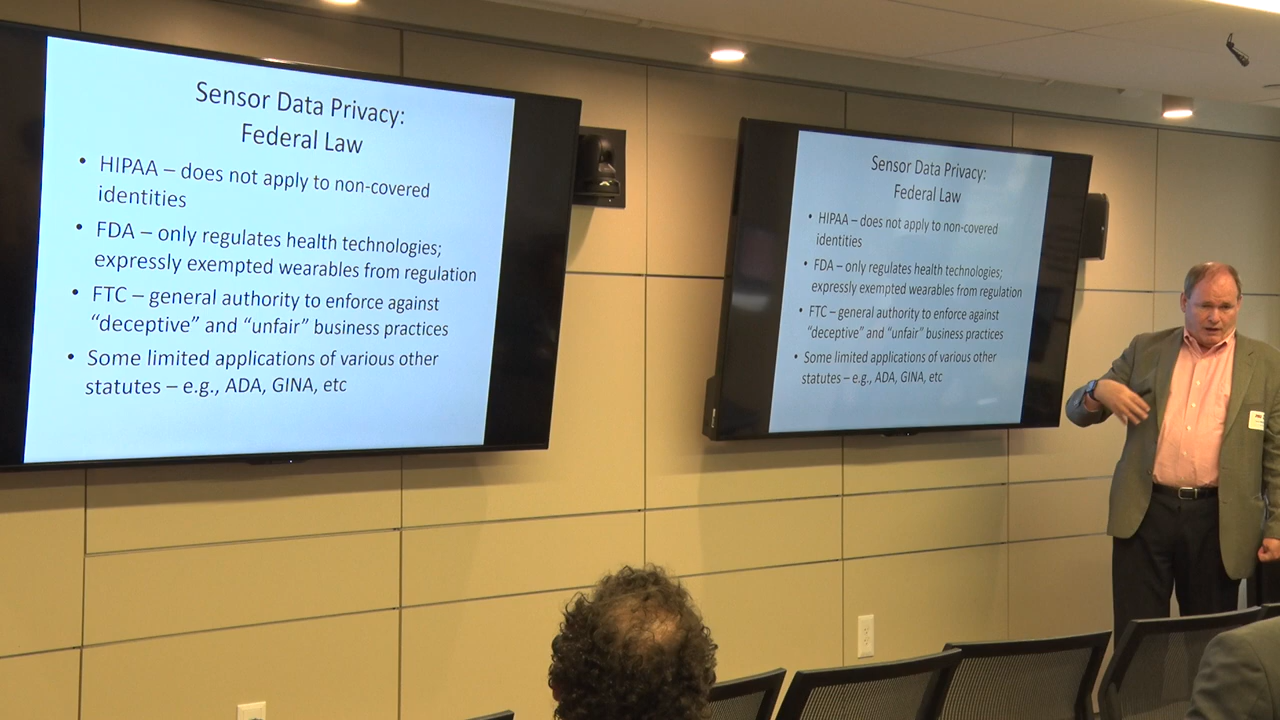 Sensor Data Privacy:
Federal Law
• HIPAA – does not apply to non-covered
identities
• FDA – only regulates health technologies;
expressly exempted wearables from regulation
• FTC – general authority to enforce against
“deceptive” and “unfair” business practices
• Some limited applications of various other
statutes – e.g., ADA, GINA, etc
Sensor Data Privacy:
Federal Law
• HIPAA – does not apply to non-covered
identities
• FDA – only regulates health technologies;
expressly exempted wearables from regulation
• FTC – general authority to enforce against
“deceptive” and “unfair” business practices
• Some limited applications of various other
statutes – e.g., ADA, GINA, etc